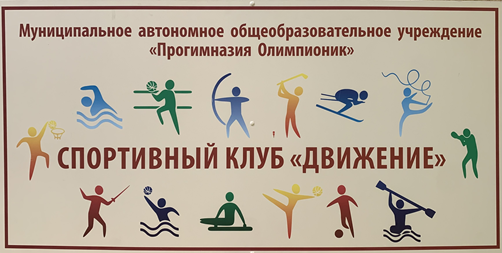 Муниципальное автономное общеобразовательное учреждение
«Прогимназия Олимпионик»
СПОРТИВНЫЙ КЛУБ «ДВИЖЕНИЕ»